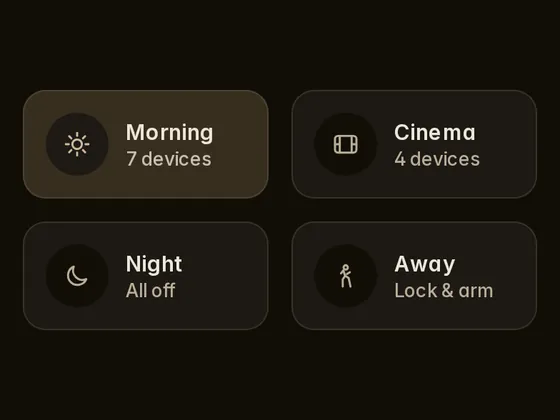 Morning
7 devices
Cinema
4 devices
Night
All off
Away
Lock & arm